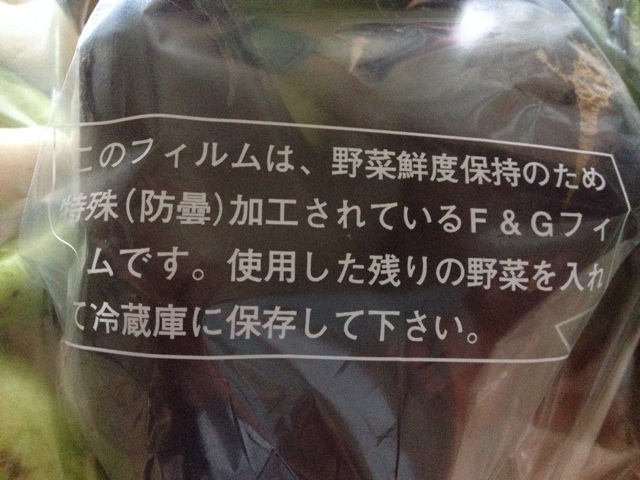 このフィルムは、野菜鮮度保持のため
特殊(防曇)加工されているF&Gフィ
ルムです。使用した残りの野菜を入れ
て冷蔵庫に保存して下さい。